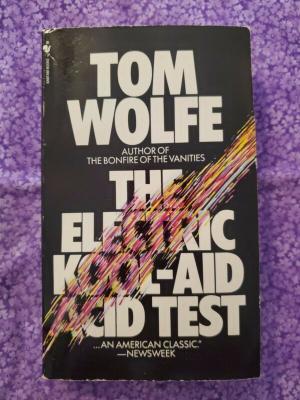 TOM
WOLFE
AUTHOR OF
THE BONFIRE OF THE VANITIES
THE
ELECTRIC
KOOL-AID
ACID TEST
...AN AMERICAN CLASSIC."
—NEWSWEEK